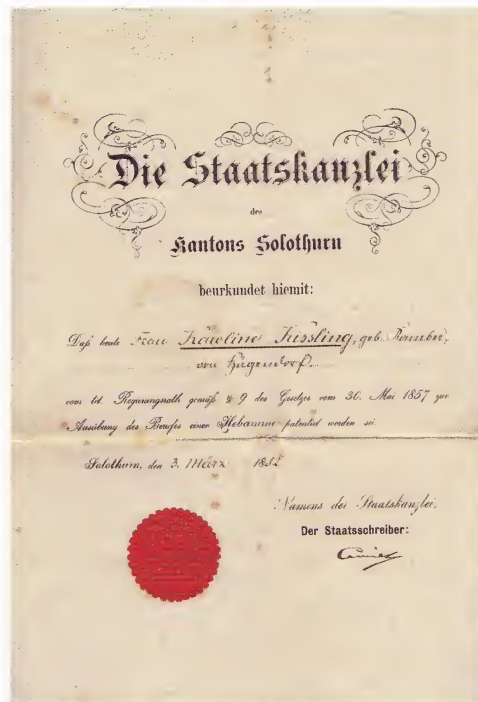 Die Staatskanzlei
des
Kantons Solothurn
beurkundet hiemit:
Daß heute Frau Karoline Kissling, geb.
von Hägendorf
vom tit. Regierungsrath gemäß § 9 des Gesetzes vom 30. Mai 1857 zur
Ausübung des Berufes einer Hebamme patentirt worden sei.
Solothurn, den 3. März 1882
Namens der Staatskanzlei,
Der Staatsschreiber: